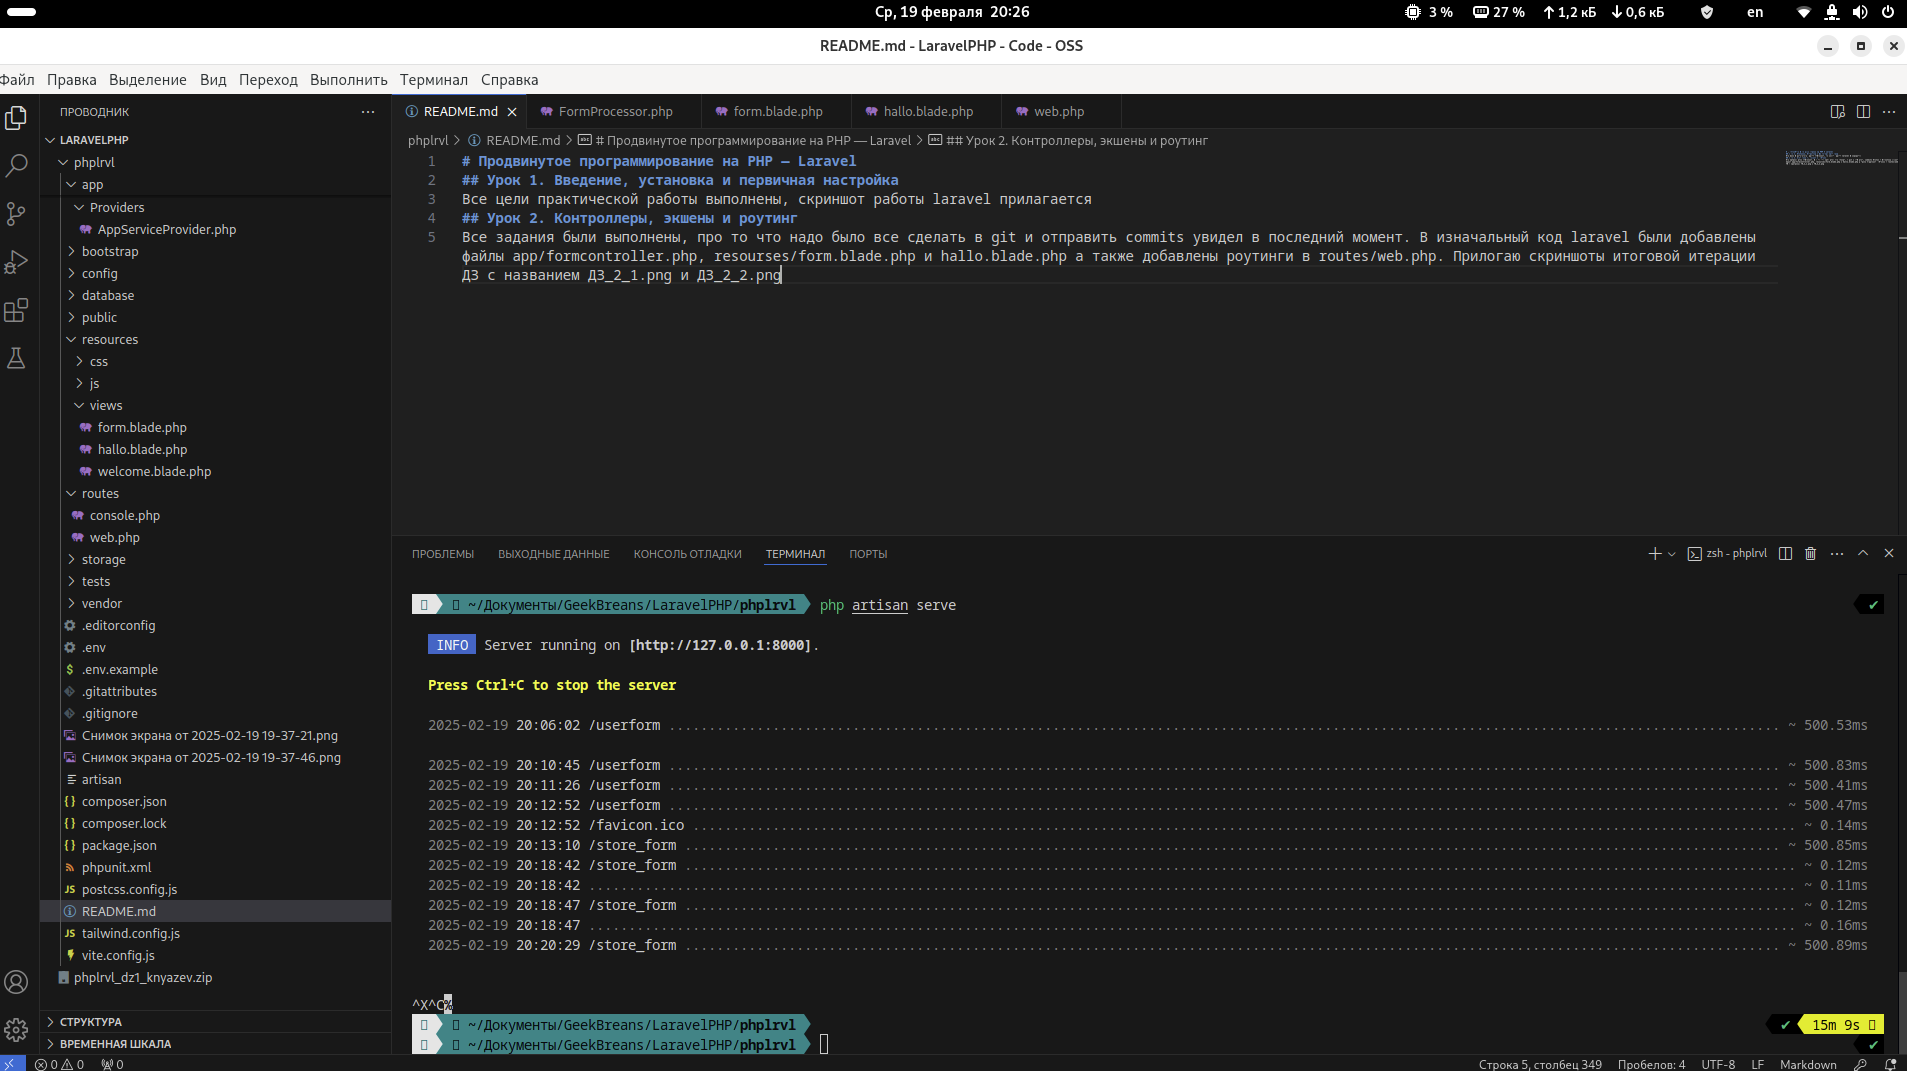 Ср, 19 февраля  20:26
3 %
27 %
1,2 кБ
0,6 кБ
en
README.md - LaravelPHP - Code - OSS
Файл Правка Выделение Вид Переход Выполнить Терминал Справка
ПРОВОДНИК
LARAVELPHP
phplrvl
app
Providers
AppServiceProvider.php
bootstrap
config
database
public
resources
css
js
views
form.blade.php
hallo.blade.php
welcome.blade.php
routes
console.php
web.php
storage
tests
vendor
.editorconfig
.env
.env.example
.gitattributes
.gitignore
Снимок экрана от 2025-02-19 19-37-21.png
Снимок экрана от 2025-02-19 19-37-46.png
artisan
composer.json
composer.lock
package.json
phpunit.xml
postcss.config.js
README.md
tailwind.config.js
vite.config.js
phplrvl_dz1_knyazev.zip
СТРУКТУРА
ВРЕМЕННАЯ ШКАЛА
README.md FormProcessor.php form.blade.php hallo.blade.php web.php
phplrvl > README.md > # Продвинутое программирование на PHP — Laravel > ## Урок 2. Контроллеры, экшены и роутинг
1 # Продвинутое программирование на PHP — Laravel
2 ## Урок 1. Введение, установка и первичная настройка
3 Все цели практической работы выполнены, скриншот работы laravel прилагается
4 ## Урок 2. Контроллеры, экшены и роутинг
5 Все задания были выполнены, про то что надо было все сделать в git и отправить commits увидел в последний момент. В изначальный код laravel были добавлены
файлы app/formcontroller.php, resourses/form.blade.php и hallo.blade.php а также добавлены роутинги в routes/web.php. Прилогаю скриншоты итоговой итерации
ДЗ с названием ДЗ_2_1.png и ДЗ_2_2.png
ПРОБЛЕМЫ ВЫХОДНЫЕ ДАННЫЕ КОНСОЛЬ ОТЛАДКИ ТЕРМИНАЛ ПОРТЫ
zsh - phplrvl
~/Документы/GeekBreans/LaravelPHP/phplrvl php artisan serve
INFO Server running on [http://127.0.0.1:8000].
Press Ctrl+C to stop the server
2025-02-19 20:06:02 /userform ~ 500.53ms
2025-02-19 20:10:45 /userform ~ 500.83ms
2025-02-19 20:11:26 /userform ~ 500.41ms
2025-02-19 20:12:52 /userform ~ 500.47ms
2025-02-19 20:12:52 /favicon.ico ~ 0.14ms
2025-02-19 20:13:10 /store_form ~ 500.85ms
2025-02-19 20:18:42 /store_form ~ 0.12ms
2025-02-19 20:18:42 ~ 0.11ms
2025-02-19 20:18:47 /store_form ~ 0.12ms
2025-02-19 20:18:47 ~ 0.16ms
2025-02-19 20:20:29 /store_form ~ 500.89ms
^X^C%
~/Документы/GeekBreans/LaravelPHP/phplrvl 15m 9s
~/Документы/GeekBreans/LaravelPHP/phplrvl
0 0 0
Строка 5, столбец 349 Пробелов: 4 UTF-8 LF Markdown